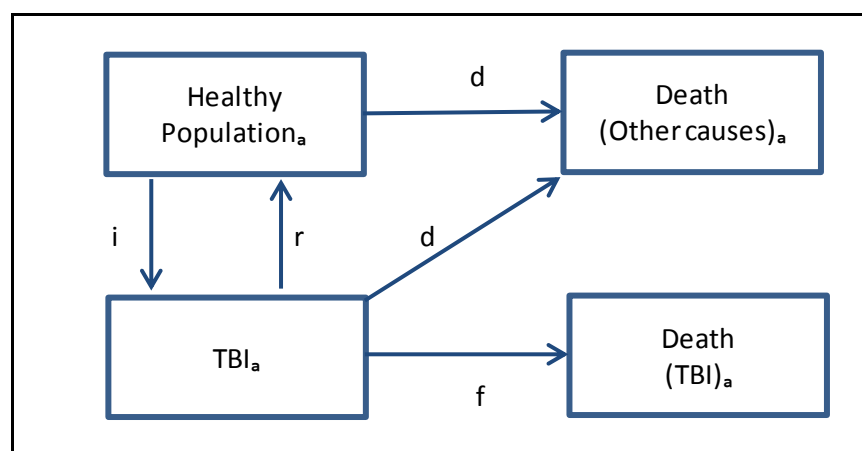 Healthy
Populationₐ
d
Death
(Other causes)ₐ
i
r
d
TBIₐ
f
Death
(TBI)ₐ